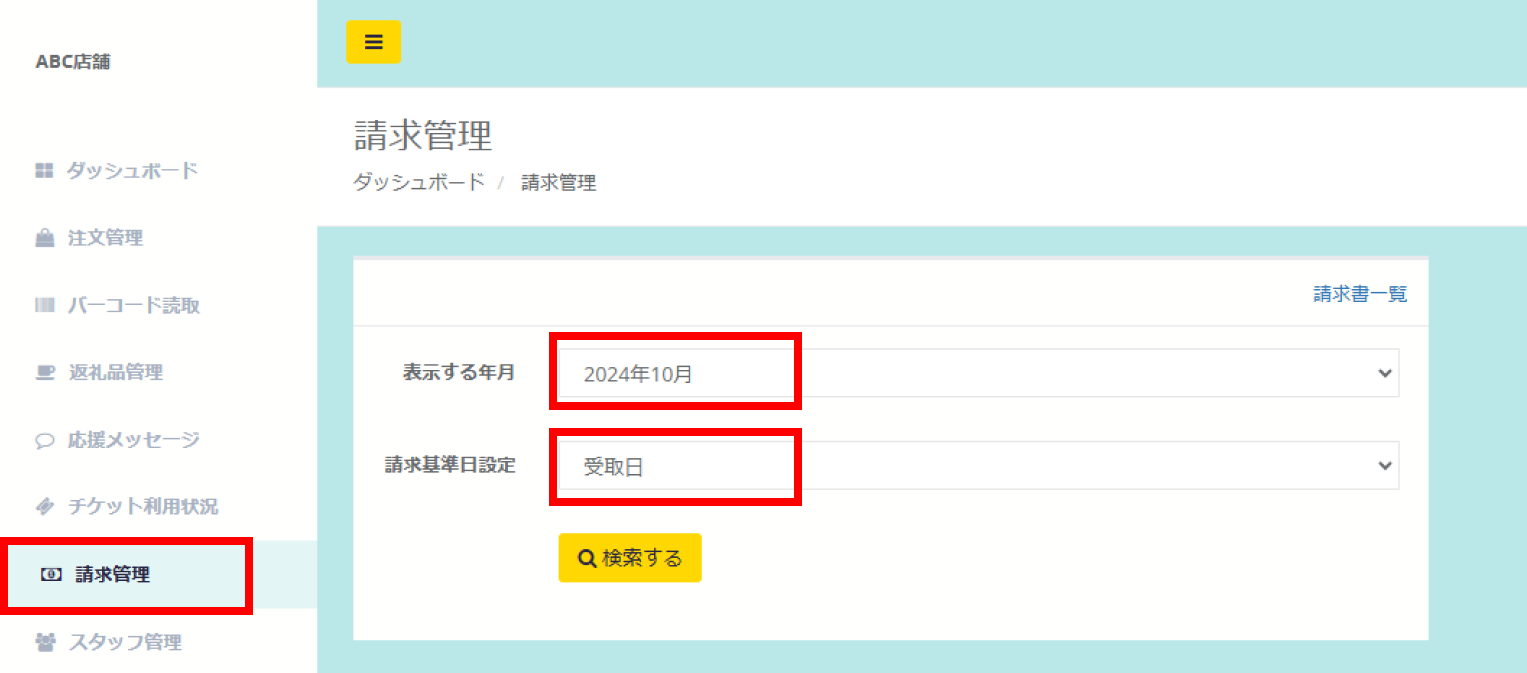 ABC店舗
ダッシュボード
注文管理
バーコード読取
返礼品管理
応援メッセージ
チケット利用状況
請求管理
スタッフ管理
請求管理
ダッシュボード / 請求管理
請求書一覧
表示する年月 2024年10月
請求基準日設定 受取日
検索する